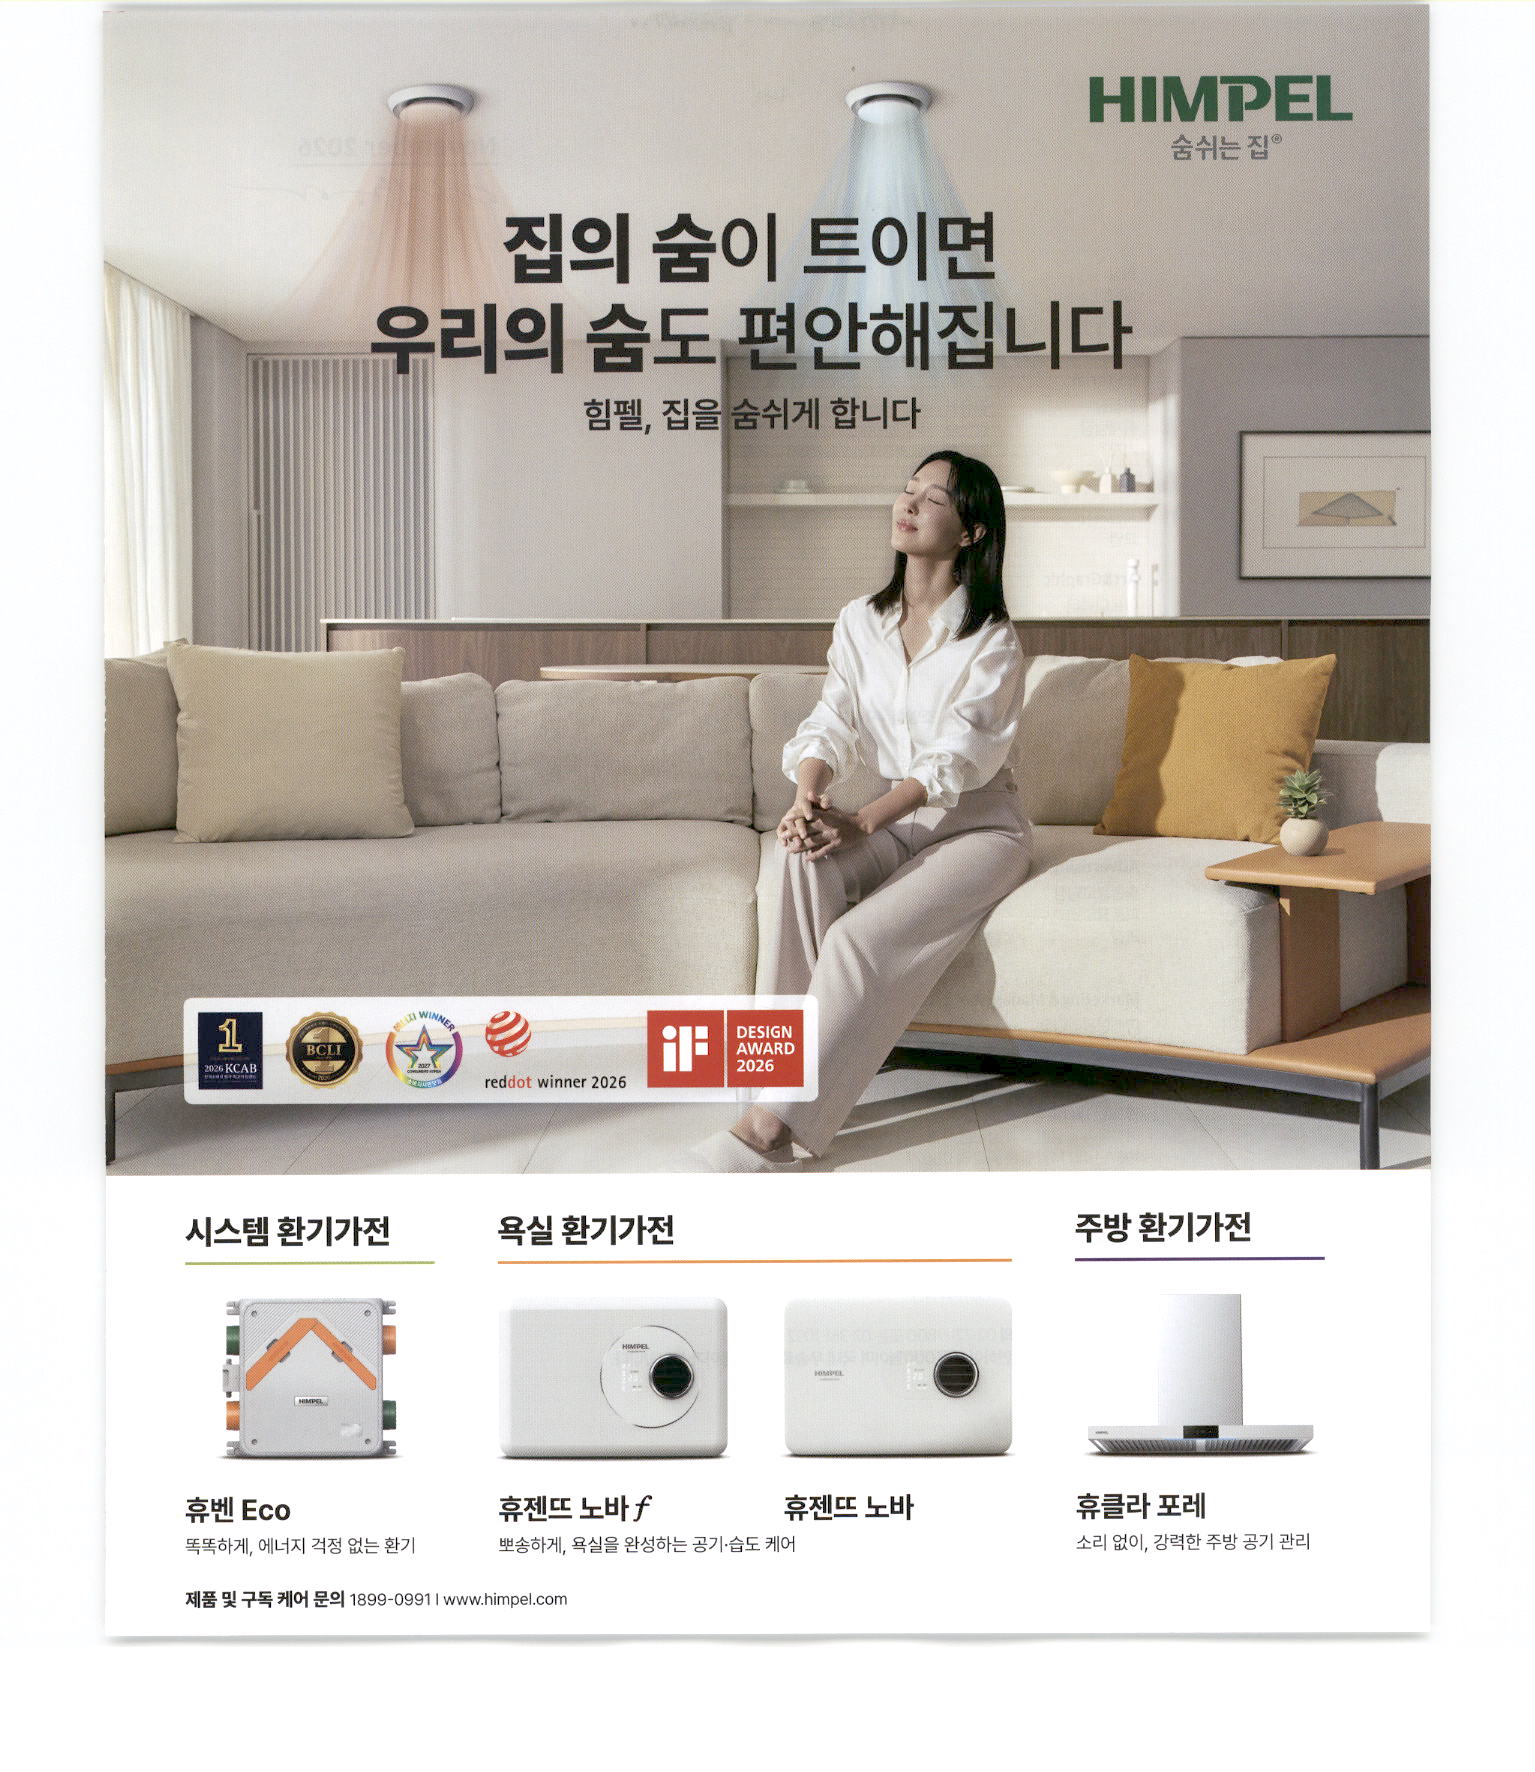 HIMPEL
숨쉬는 집®
집의 숨이 트이면
우리의 숨도 편안해집니다
힘펠, 집을 숨쉬게 합니다
1
2026 KCAB
BCLI
WINNER
2027
reddot winner 2026
iF
DESIGN
AWARD
2026
시스템 환기가전
욕실 환기가전
주방 환기가전
HIMPEL
HIMPEL
HIMPEL
휴벤 Eco
휴젠뜨 노바 f
휴젠뜨 노바
휴클라 포레
똑똑하게, 에너지 걱정 없는 환기
뽀송하게, 욕실을 완성하는 공기·습도 케어
소리 없이, 강력한 주방 공기 관리
제품 및 구독 케어 문의 1899-0991 | www.himpel.com